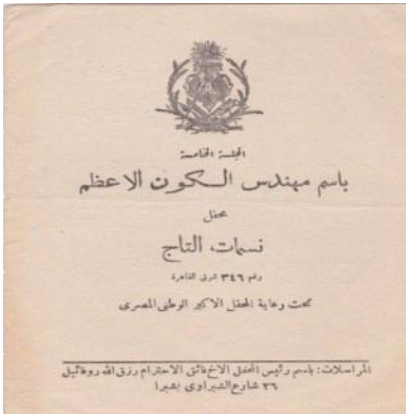 الجلسة الخامسة
باسم مهندس الكون الاعظم
محفل
نسمات التاج
رقم ٣٤٦ شرق القاهرة
تحت رعاية المحفل الاكبر الوطنى المصرى
المراسلات: باسم رئيس المحفل الاخ فائق الاحترام رزق الله روفائيل
٣٦ شارع الشبراوى بشبرا